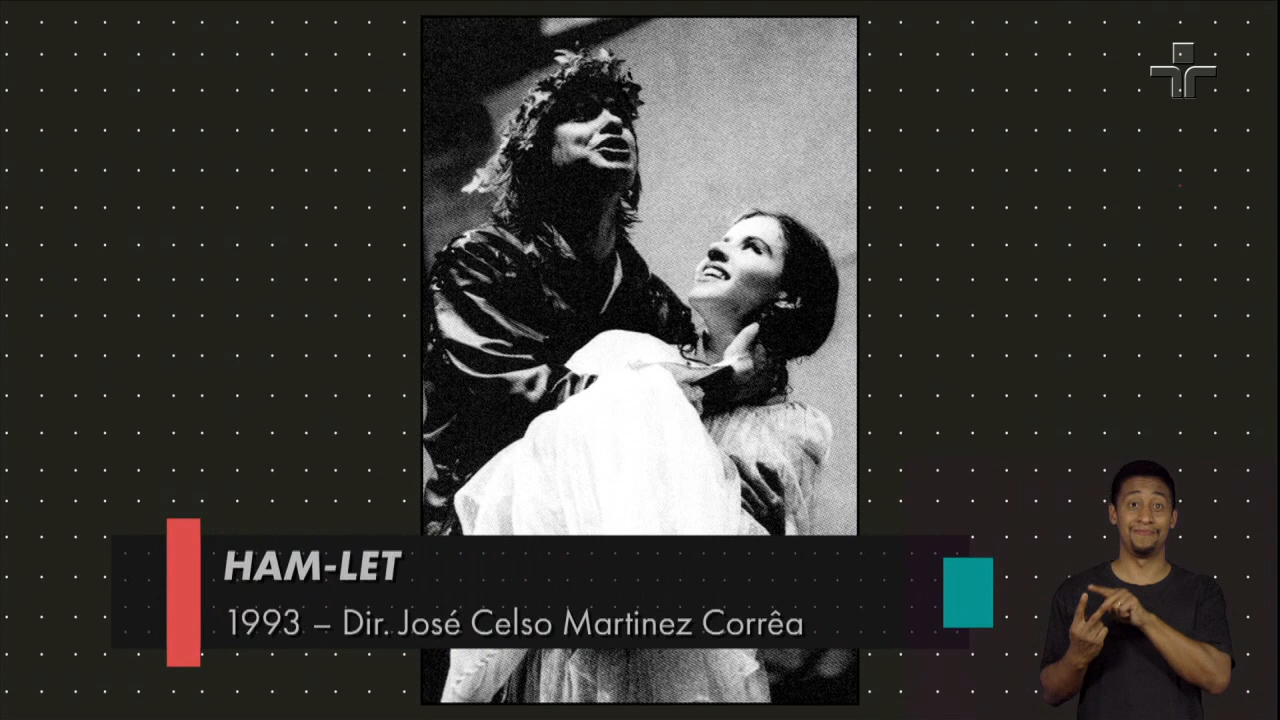 HAM-LET
1993 – Dir. José Celso Martinez Corrêa